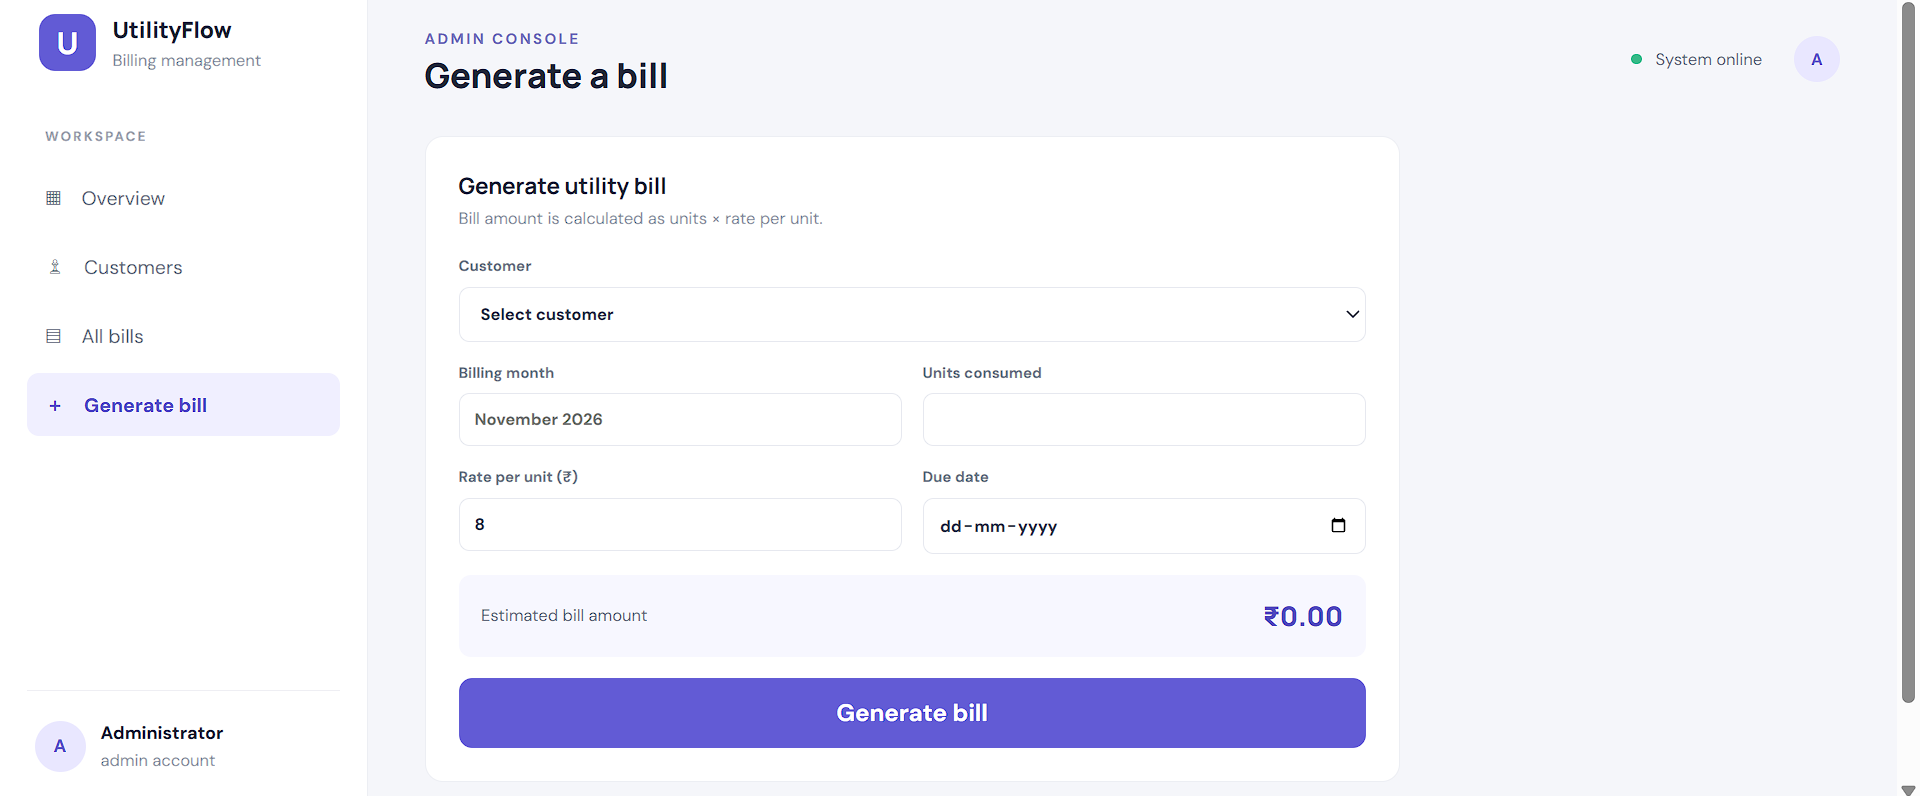 U
UtilityFlow
Billing management
WORKSPACE
Overview
Customers
All bills
+ Generate bill
A
Administrator
admin account
ADMIN CONSOLE
Generate a bill
System online
A
Generate utility bill
Bill amount is calculated as units × rate per unit.
Customer
Select customer
Billing month
Units consumed
November 2026
Rate per unit (₹)
Due date
8
dd-mm-yyyy
Estimated bill amount
₹0.00
Generate bill